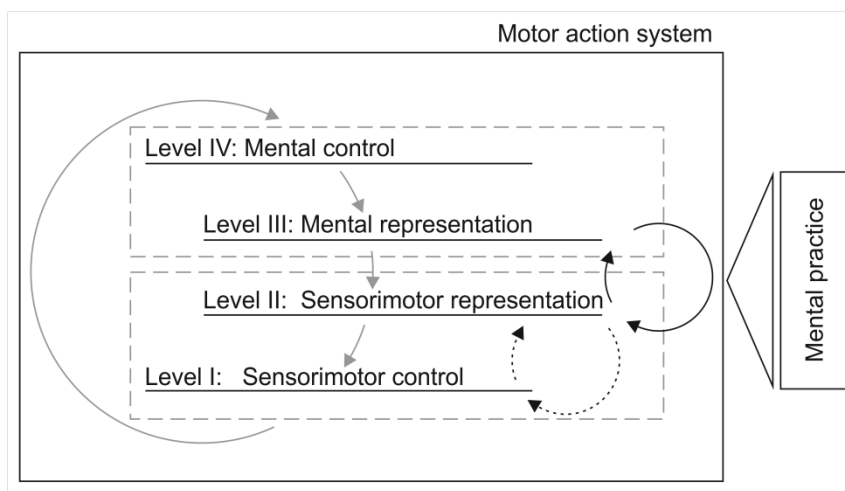 Motor action system
Level IV: Mental control
Level III: Mental representation
Level II: Sensorimotor representation
Level I: Sensorimotor control
Mental practice